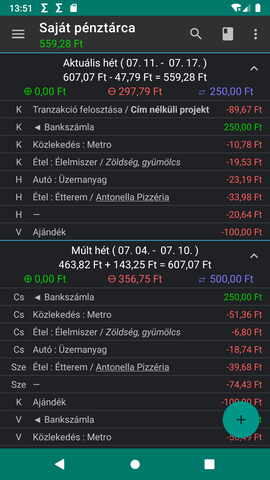 13:51
Saját pénztárca
559,28 Ft
Aktuális hét ( 07. 11. - 07. 17. )
607,07 Ft - 47,79 Ft = 559,28 Ft
0,00 Ft 297,79 Ft 250,00 Ft
K Tranzakció felosztása / Cím nélküli projekt -89,67 Ft
K ◄ Bankszámla 250,00 Ft
K Közlekedés : Metro -10,78 Ft
K Étel : Élelmiszer / Zöldség, gyümölcs -19,53 Ft
H Autó : Üzemanyag -23,19 Ft
H Étel : Étterem / Antonella Pizzéria -33,98 Ft
H — -20,64 Ft
V Ajándék -100,00 Ft
Múlt hét ( 07. 04. - 07. 10. )
463,82 Ft + 143,25 Ft = 607,07 Ft
0,00 Ft 356,75 Ft 500,00 Ft
Cs ◄ Bankszámla 250,00 Ft
Cs Közlekedés : Metro -51,36 Ft
Cs Étel : Élelmiszer / Zöldség, gyümölcs -6,80 Ft
Cs Autó : Üzemanyag -18,74 Ft
Sze Étel : Étterem / Antonella Pizzéria -39,68 Ft
Sze — -74,43 Ft
K Ajándék
V ◄ Bankszámla
V Közlekedés : Metro